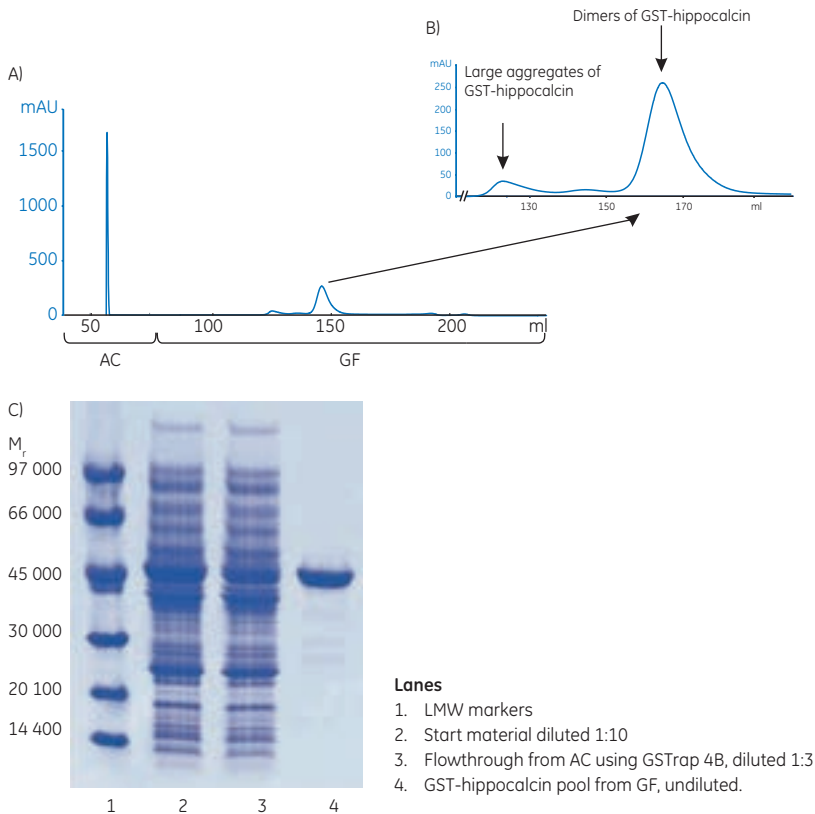 A)
mAU
1500
1000
500
0
50
100
150
200
ml
AC
GF
B)
Dimers of GST-hippocalcin
Large aggregates of
GST-hippocalcin
mAU
250
200
150
100
50
0
130
150
170
ml
C)
Mr
97 000
66 000
45 000
30 000
20 100
14 400
1
2
3
4
Lanes
1. LMW markers
2. Start material diluted 1:10
3. Flowthrough from AC using GSTrap 4B, diluted 1:3
4. GST-hippocalcin pool from GF, undiluted.